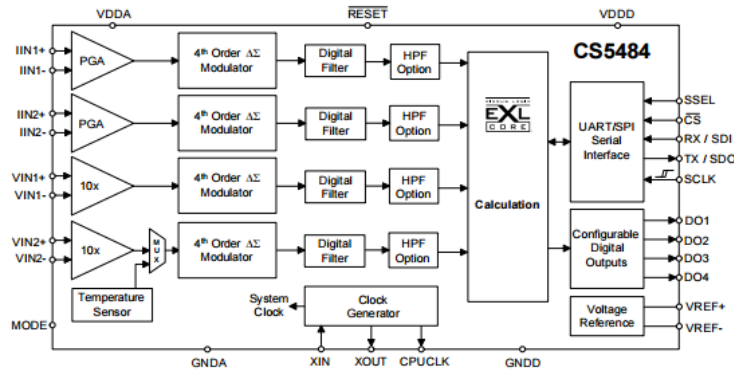 VDDA
RESET
VDDD
CS5484
IIN1+
IIN1-
PGA
4th Order ΔΣ
Modulator
Digital
Filter
HPF
Option
IIN2+
IIN2-
PGA
4th Order ΔΣ
Modulator
Digital
Filter
HPF
Option
VIN1+
VIN1-
10x
4th Order ΔΣ
Modulator
Digital
Filter
HPF
Option
VIN2+
VIN2-
10x
MUX
4th Order ΔΣ
Modulator
Digital
Filter
HPF
Option
Temperature
Sensor
EXL
CORE
Calculation
UART/SPI
Serial
Interface
SSEL
CS
RX / SDI
TX / SDO
SCLK
Configurable
Digital
Outputs
DO1
DO2
DO3
DO4
Voltage
Reference
VREF+
VREF-
System
Clock
Clock
Generator
MODE
GNDA
XIN
XOUT
CPUCLK
GNDD